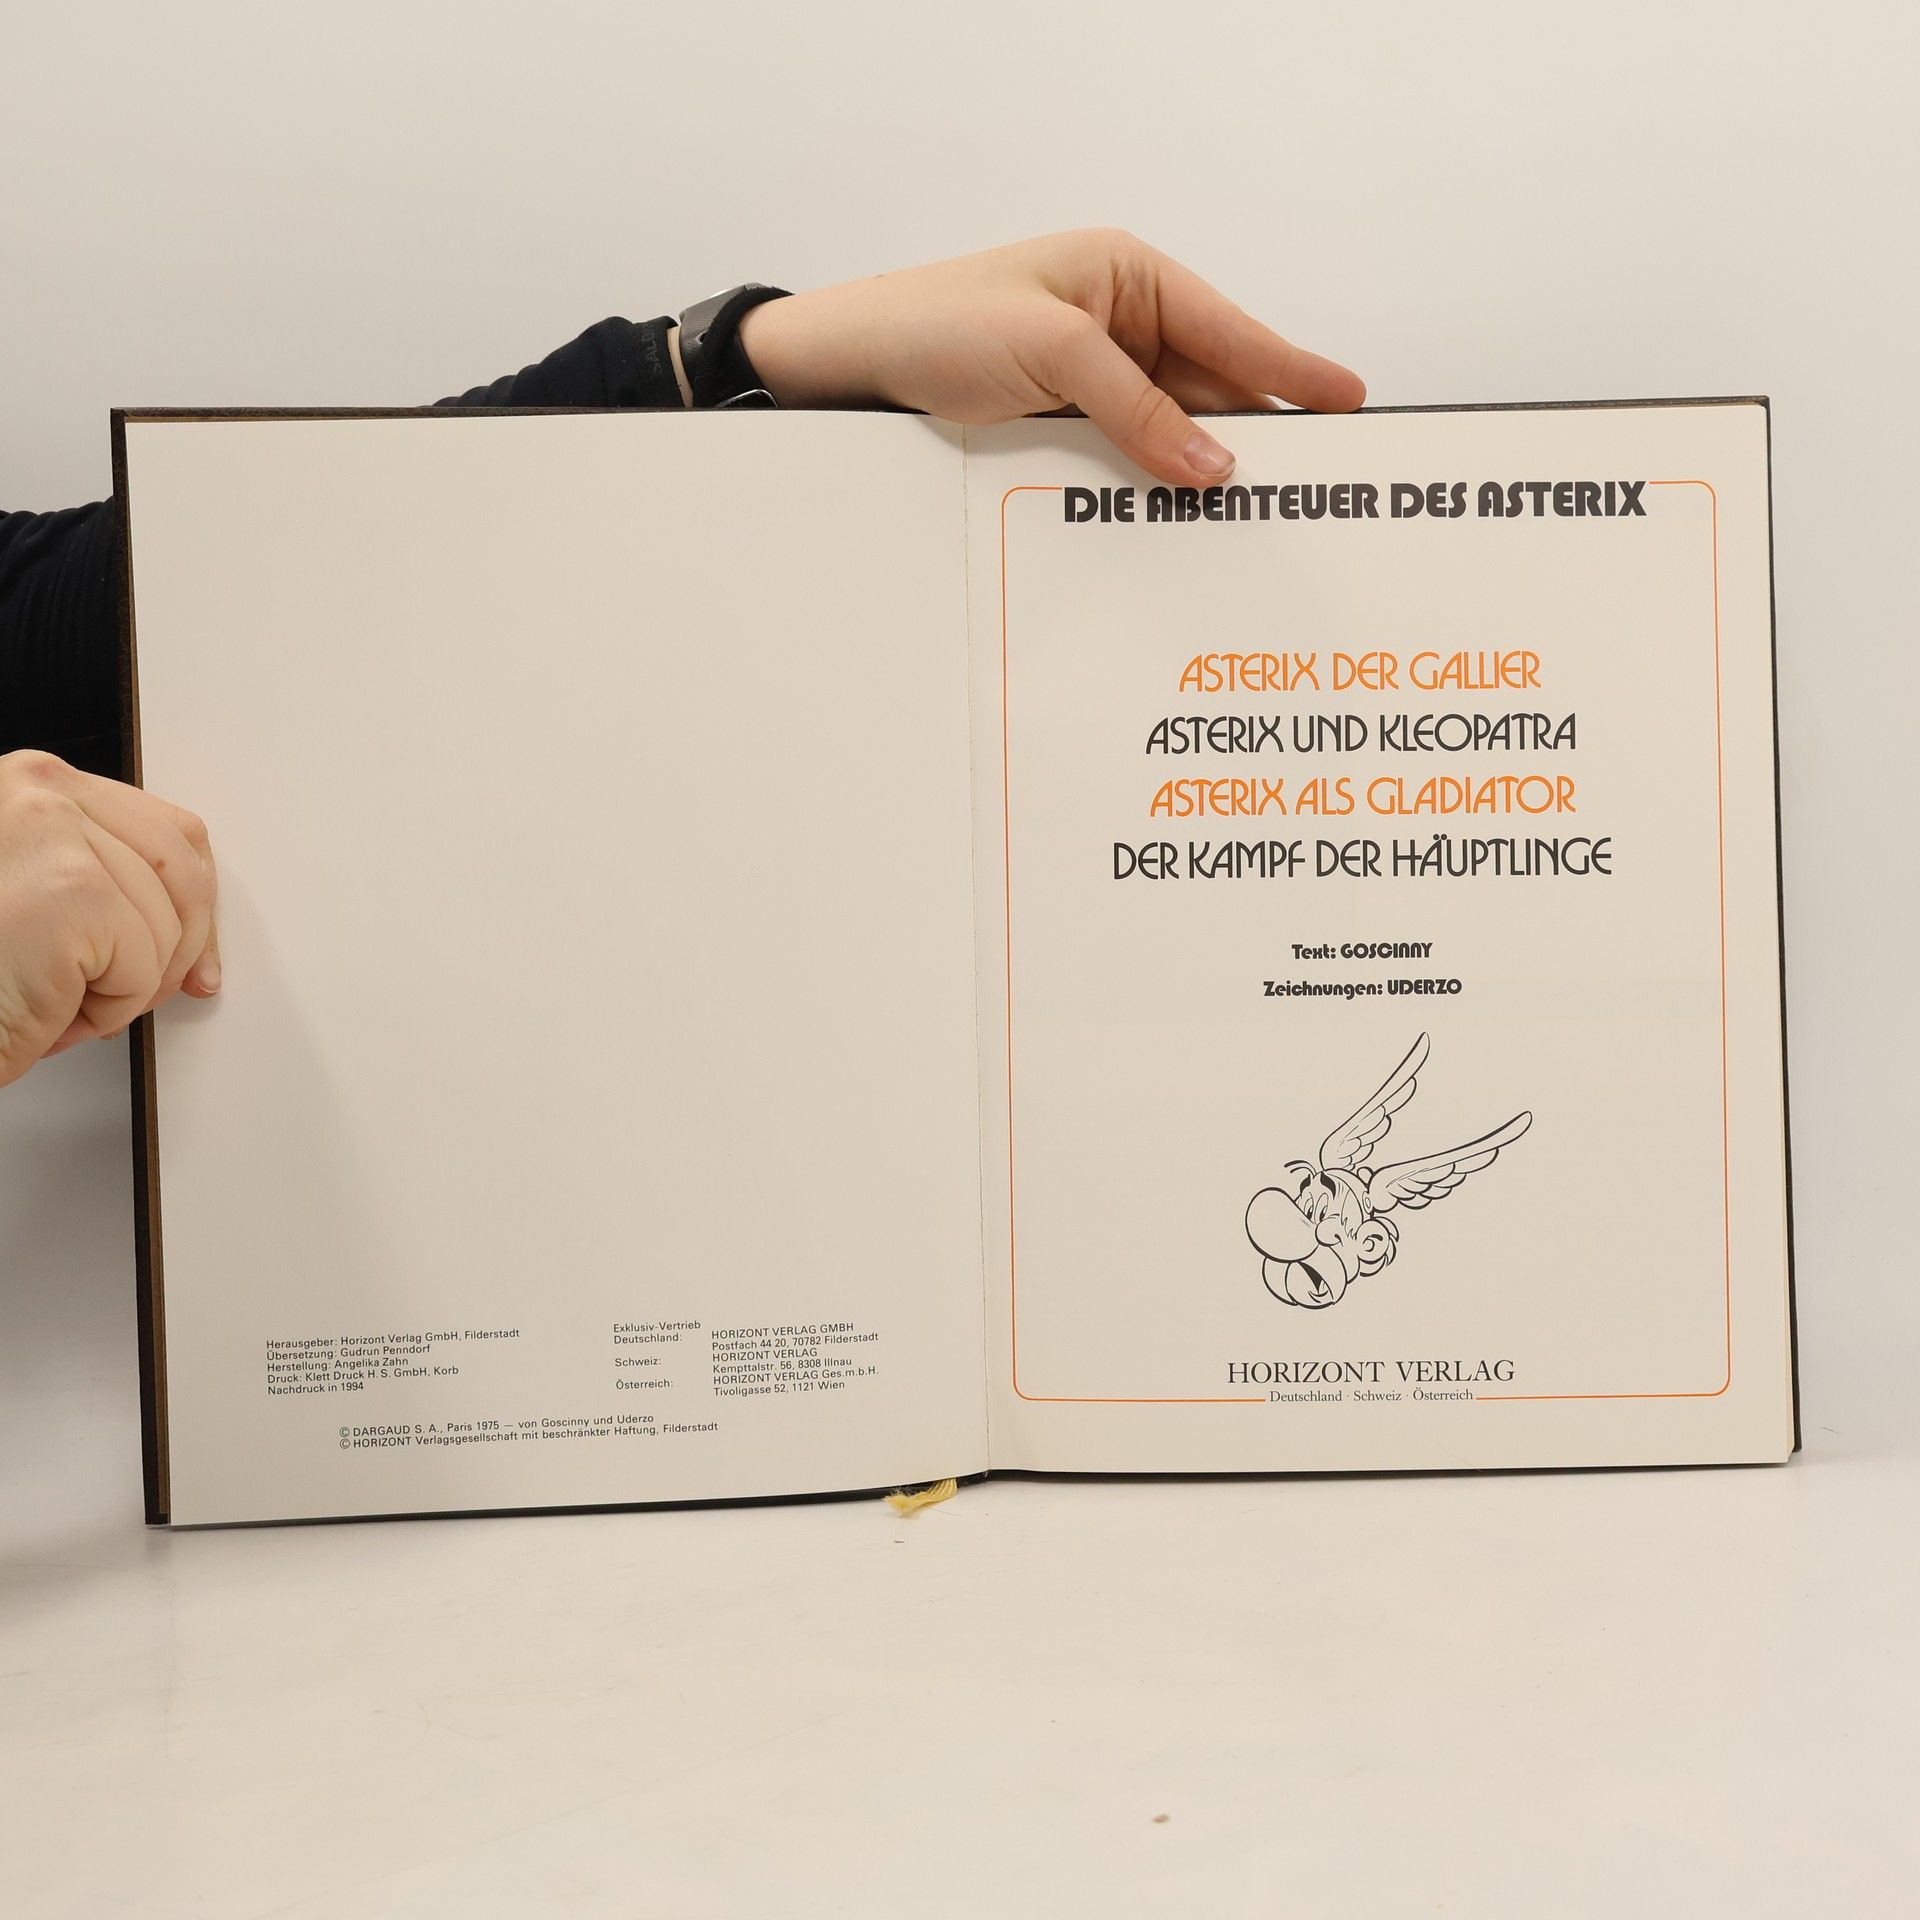 SALOM
Herausgeber: Horizont Verlag GmbH, Filderstadt
Übersetzung: Gudrun Penndorf
Herstellung: Angelika Zahn
Druck: Klett Druck H. S. GmbH, Korb
Nachdruck in 1994
Exklusiv-Vertrieb
Deutschland: HORIZONT VERLAG GMBH
Postfach 44 20, 70782 Filderstadt
Schweiz: HORIZONT VERLAG
Kempttalstr. 56, 8308 Illnau
Österreich: HORIZONT VERLAG Ges.m.b.H.
Tivoligasse 52, 1121 Wien
© DARGAUD S. A., Paris 1975 — von Goscinny und Uderzo
© HORIZONT Verlagsgesellschaft mit beschränkter Haftung, Filderstadt
DIE ABENTEUER DES ASTERIX
ASTERIX DER GALLIER
ASTERIX UND KLEOPATRA
ASTERIX ALS GLADIATOR
DER KAMPF DER HÄUPTLINGE
Text: GOSCINNY
Zeichnungen: UDERZO
HORIZONT VERLAG
Deutschland · Schweiz · Österreich